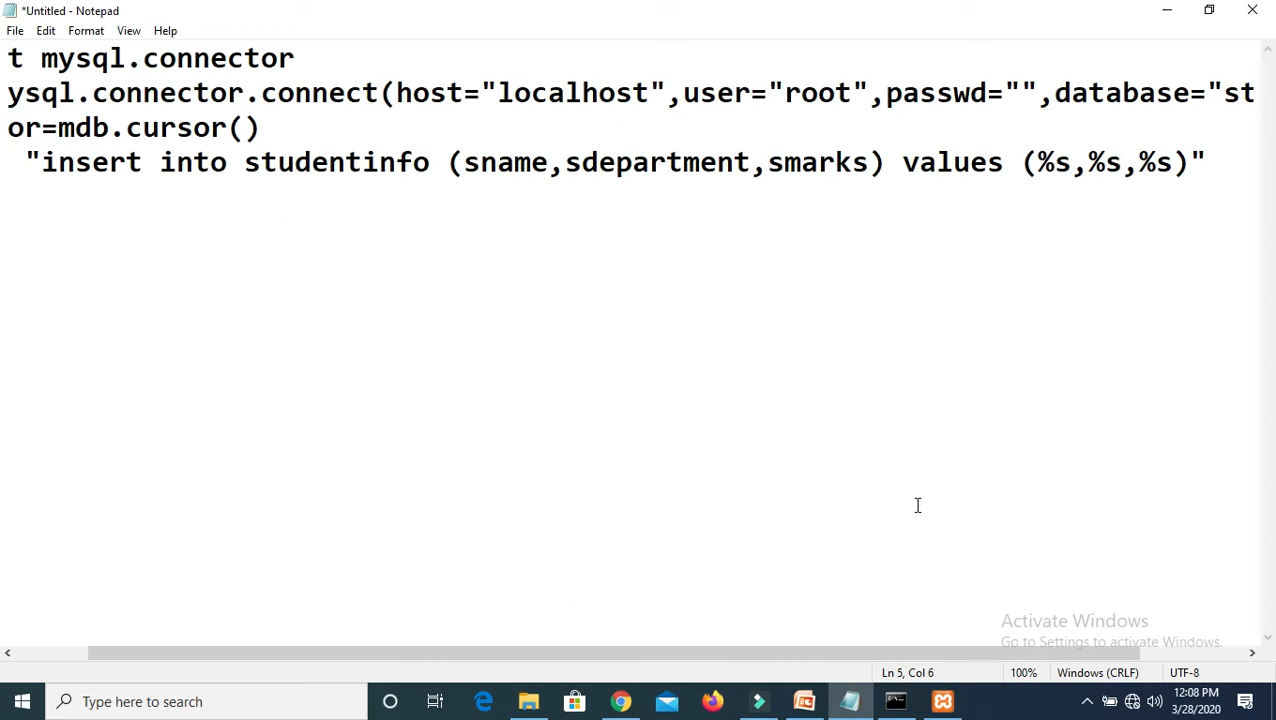 *Untitled - Notepad
File Edit Format View Help
t mysql.connector
ysql.connector.connect(host="localhost",user="root",passwd="",database="st
or=mdb.cursor()
"insert into studentinfo (sname,sdepartment,smarks) values (%s,%s,%s)"
Activate Windows
Go to Settings to activate Windows.
Ln 5, Col 6 100% Windows (CRLF) UTF-8
Type here to search
12:08 PM
3/28/2020